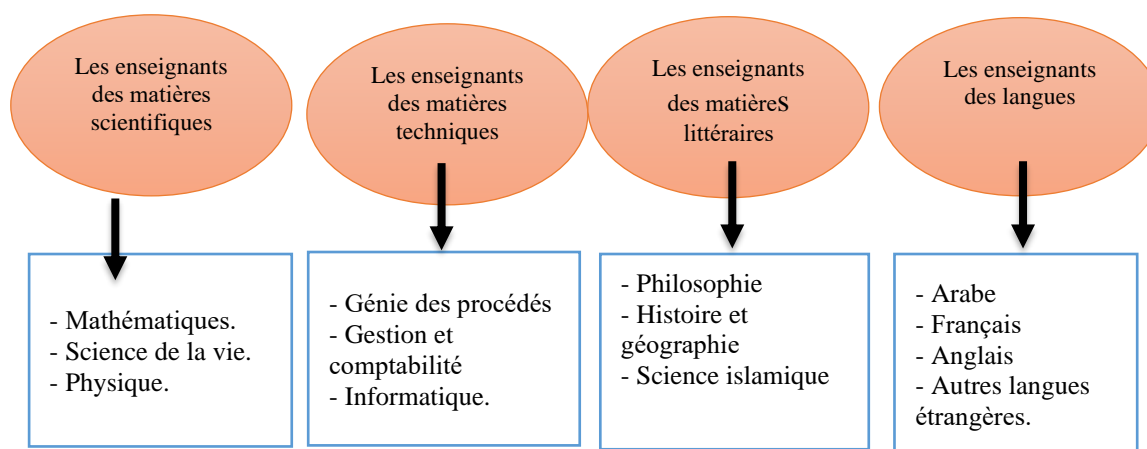 Les enseignants
des matières
scientifiques
Les enseignants
des matières
techniques
Les enseignants
des matières
littéraires
Les enseignants
des langues
- Mathématiques.
- Science de la vie.
- Physique.
- Génie des procédés
- Gestion et
comptabilité
- Informatique.
- Philosophie
- Histoire et
géographie
- Science islamique
- Arabe
- Français
- Anglais
- Autres langues
étrangères.